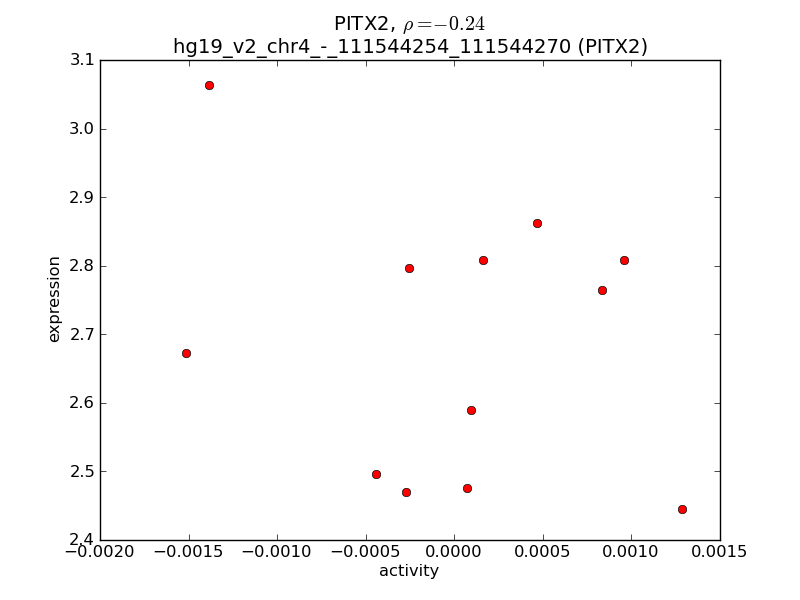 PITX2, ρ=−0.24
hg19_v2_chr4_-_111544254_111544270 (PITX2)
3.1
3.0
2.9
2.8
2.7
2.6
2.5
2.4
expression
−0.0020 −0.0015 −0.0010 −0.0005 0.0000 0.0005 0.0010 0.0015
activity